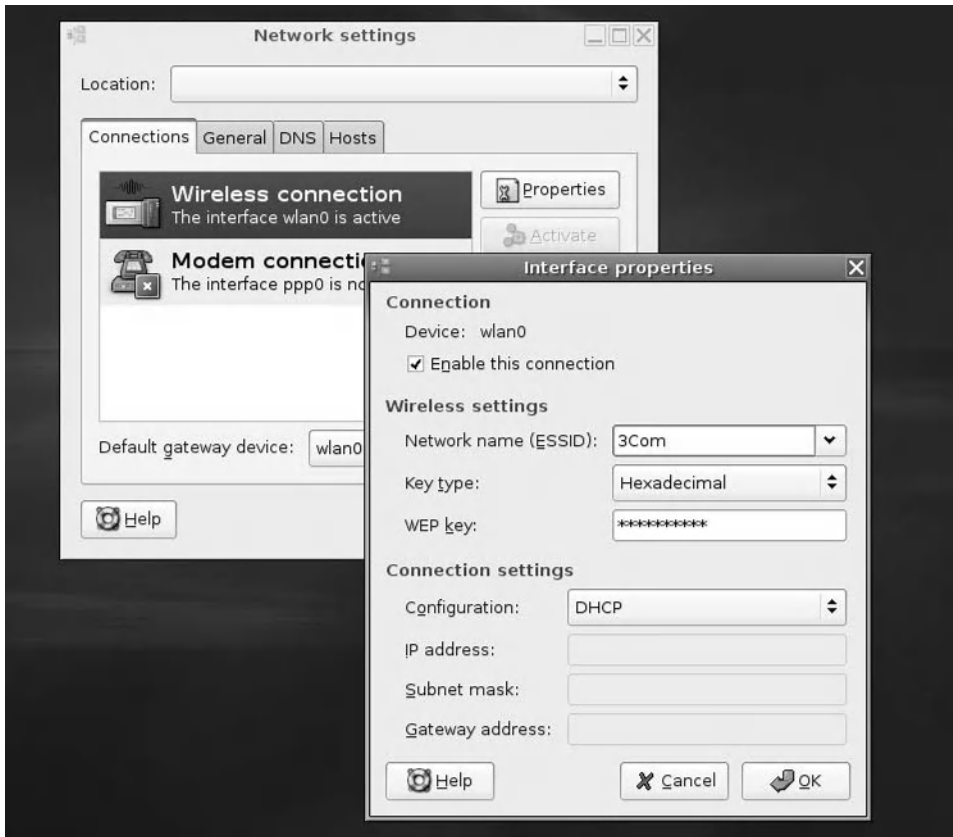 Network settings
Location:
Connections General DNS Hosts
Wireless connection
The interface wlan0 is active
Properties
Activate
Modem connecti
The interface ppp0 is no
Default gateway device: wlan0
Help
Interface properties
Connection
Device: wlan0
Enable this connection
Wireless settings
Network name (ESSID): 3Com
Key type: Hexadecimal
WEP key: **********
Connection settings
Configuration: DHCP
IP address:
Subnet mask:
Gateway address:
Help Cancel OK